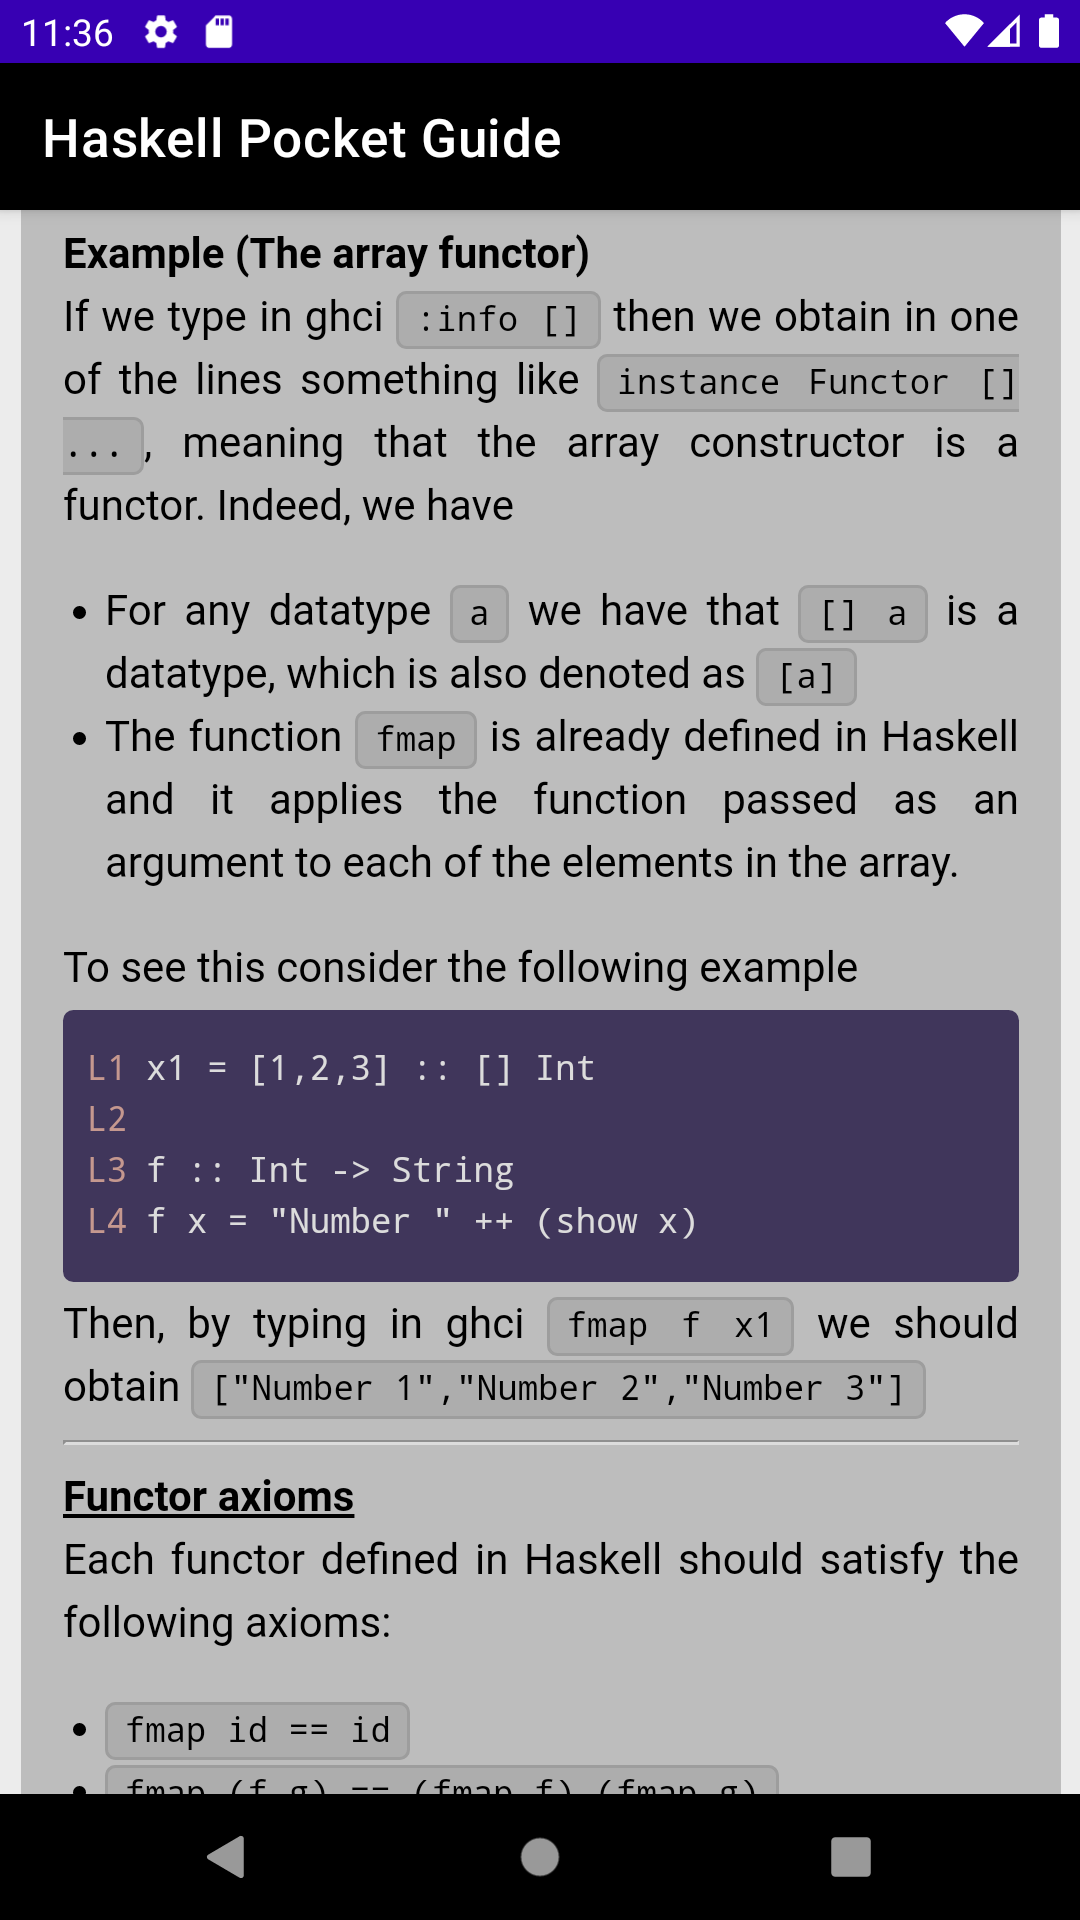 11:36
Haskell Pocket Guide
Example (The array functor)
If we type in ghci :info [] then we obtain in one
of the lines something like instance Functor []
... , meaning that the array constructor is a
functor. Indeed, we have
For any datatype a we have that [] a is a
datatype, which is also denoted as [a]
The function fmap is already defined in Haskell
and it applies the function passed as an
argument to each of the elements in the array.
To see this consider the following example
L1 x1 = [1,2,3] :: [] Int
L2
L3 f :: Int -> String
L4 f x = "Number " ++ (show x)
Then, by typing in ghci fmap f x1 we should
obtain ["Number 1","Number 2","Number 3"]
Functor axioms
Each functor defined in Haskell should satisfy the
following axioms:
fmap id == id
fmap (f g) == (fmap f) (fmap g)